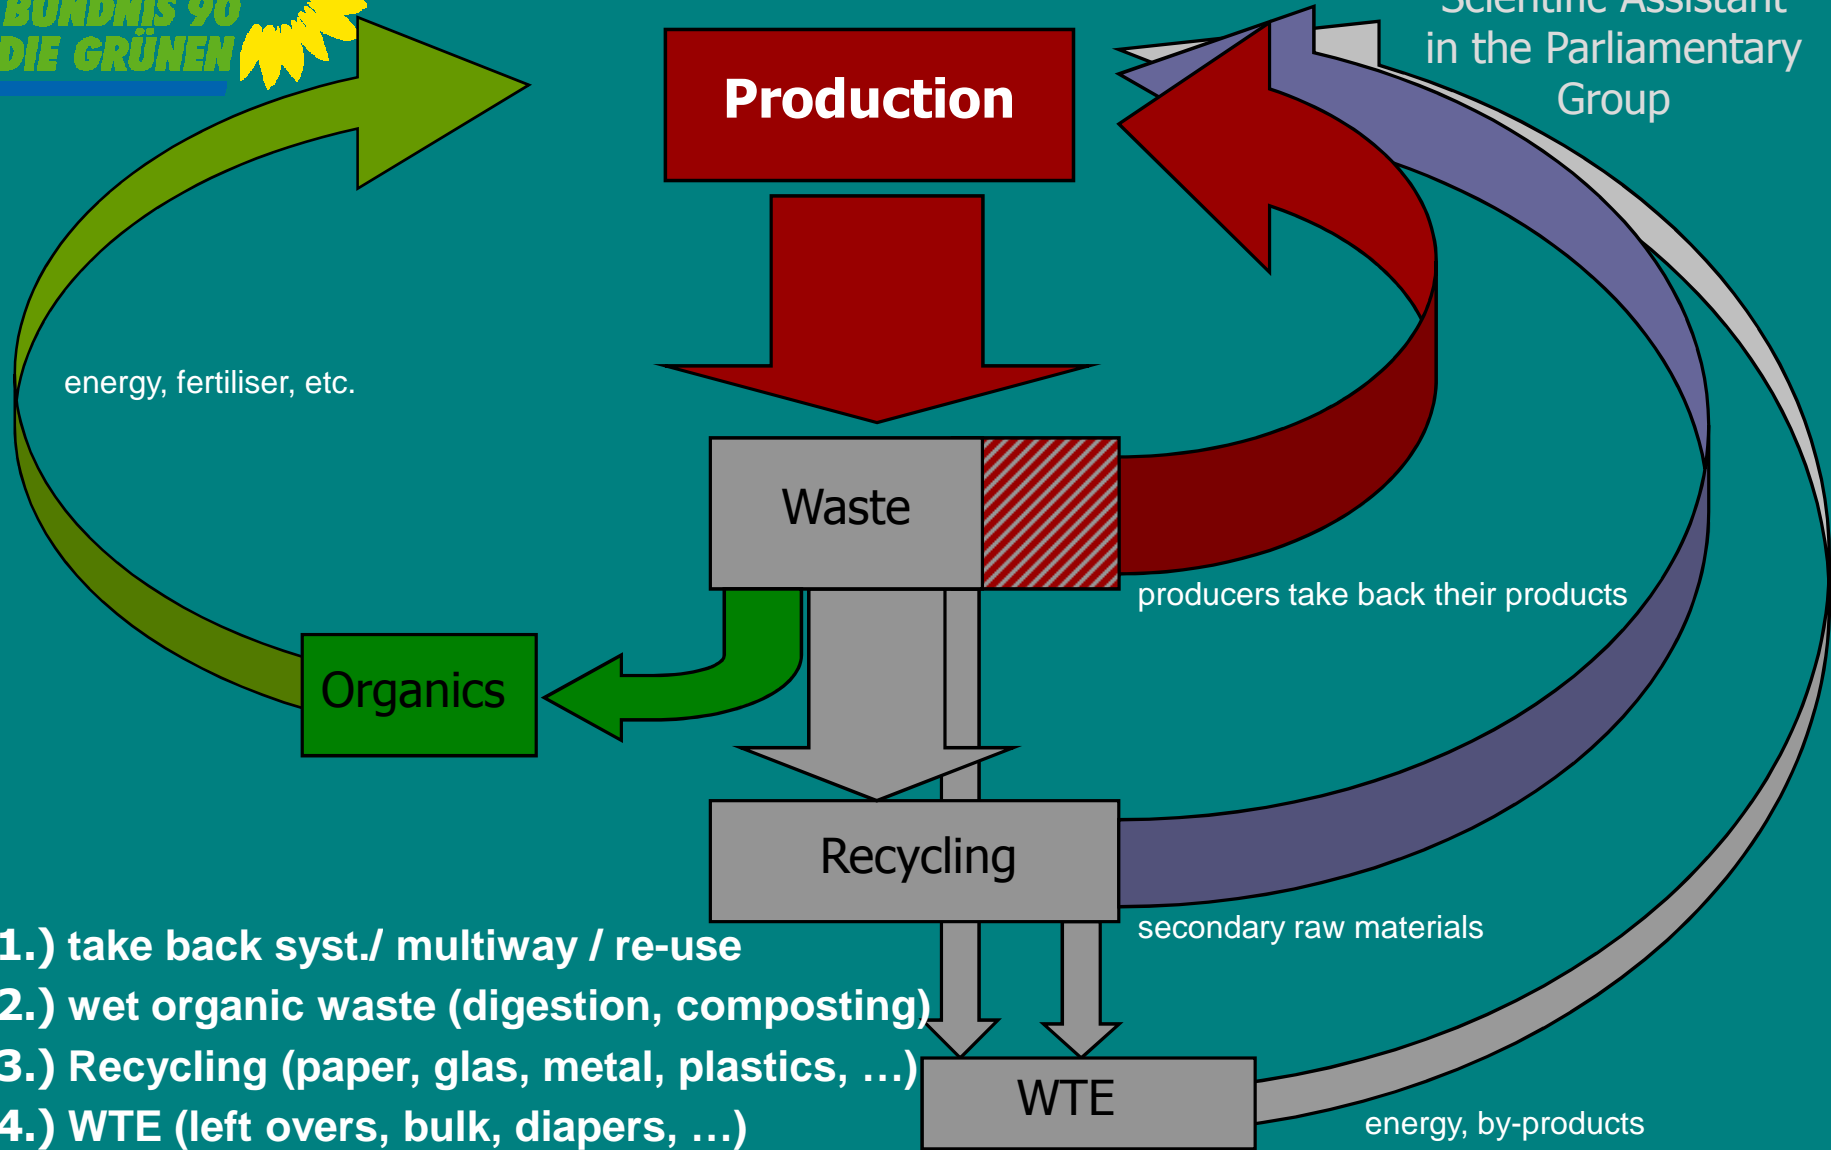 BÜNDNIS 90
DIE GRÜNEN
Scientific Assistant
in the Parliamentary
Group
Production
energy, fertiliser, etc.
Waste
producers take back their products
Organics
Recycling
secondary raw materials
1.) take back syst./ multiway / re-use
2.) wet organic waste (digestion, composting)
3.) Recycling (paper, glas, metal, plastics, …)
4.) WTE (left overs, bulk, diapers, …)
WTE
energy, by-products